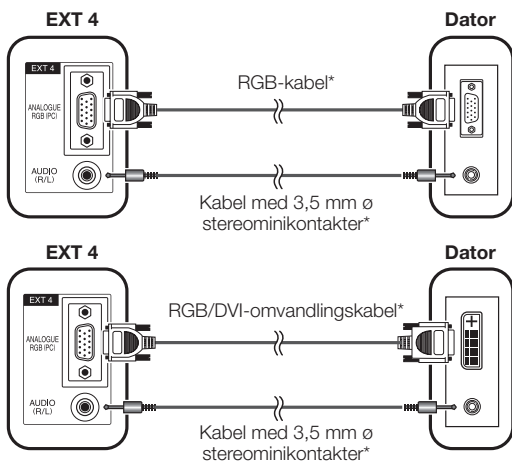 EXT 4
Dator
EXT 4
ANALOGUE
RGB (PC)
AUDIO
(R/L)
RGB-kabel*
Kabel med 3,5 mm ø
stereominikontakter*
EXT 4
Dator
EXT 4
ANALOGUE
RGB (PC)
AUDIO
(R/L)
RGB/DVI-omvandlingskabel*
Kabel med 3,5 mm ø
stereominikontakter*